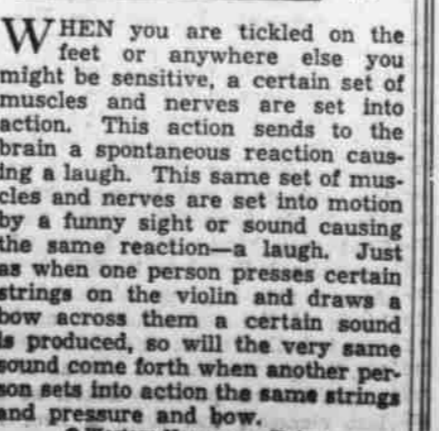 WHEN you are tickled on the
feet or anywhere else you
might be sensitive, a certain set of
muscles and nerves are set into
action. This action sends to the
brain a spontaneous reaction caus-
ing a laugh. This same set of mus-
cles and nerves are set into motion
by a funny sight or sound causing
the same reaction—a laugh. Just
as when one person presses certain
strings on the violin and draws a
bow across them a certain sound
is produced, so will the very same
sound come forth when another per-
son sets into action the same strings
and pressure and bow.